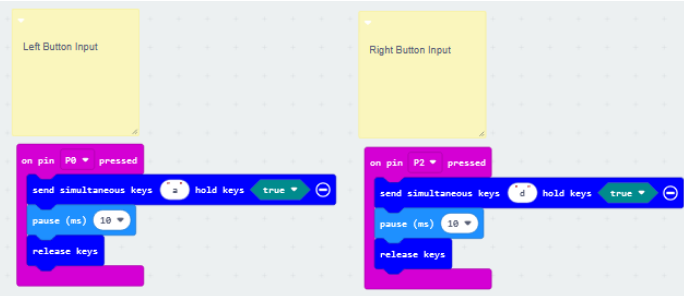 Left Button Input
on pin P0 pressed
send simultaneous keys "a" hold keys true
pause (ms) 10
release keys
Right Button Input
on pin P2 pressed
send simultaneous keys "d" hold keys true
pause (ms) 10
release keys